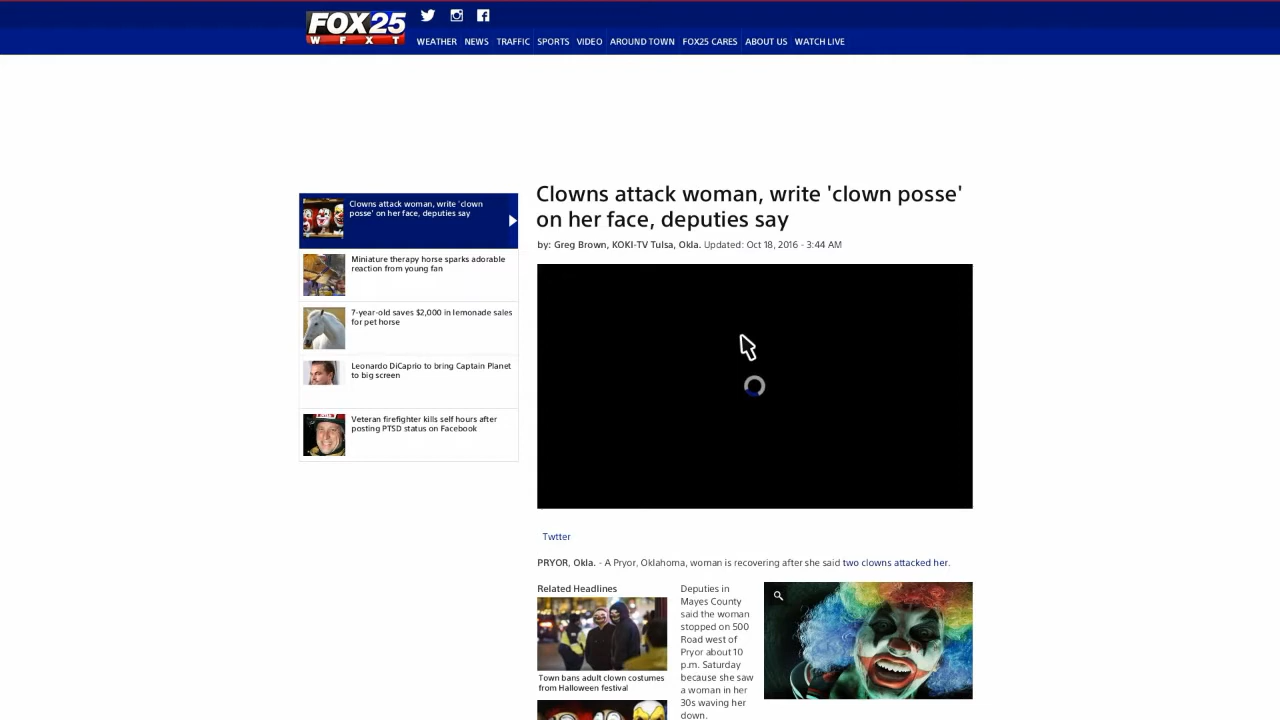 FOX25
WFXT
WEATHER NEWS TRAFFIC SPORTS VIDEO AROUND TOWN FOX25 CARES ABOUT US WATCH LIVE
Clowns attack woman, write 'clown
posse' on her face, deputies say
Miniature therapy horse sparks adorable
reaction from young fan
7-year-old saves $2,000 in lemonade sales
for pet horse
Leonardo DiCaprio to bring Captain Planet
to big screen
Veteran firefighter kills self hours after
posting PTSD status on Facebook
Clowns attack woman, write 'clown posse'
on her face, deputies say
by: Greg Brown, KOKI-TV Tulsa, Okla. Updated: Oct 18, 2016 - 3:44 AM
Twtter
PRYOR, Okla. - A Pryor, Oklahoma, woman is recovering after she said two clowns attacked her.
Related Headlines
Town bans adult clown costumes
from Halloween festival
Deputies in
Mayes County
said the woman
stopped on 500
Road west of
Pryor about 10
p.m. Saturday
because she saw
a woman in her
30s waving her
down.